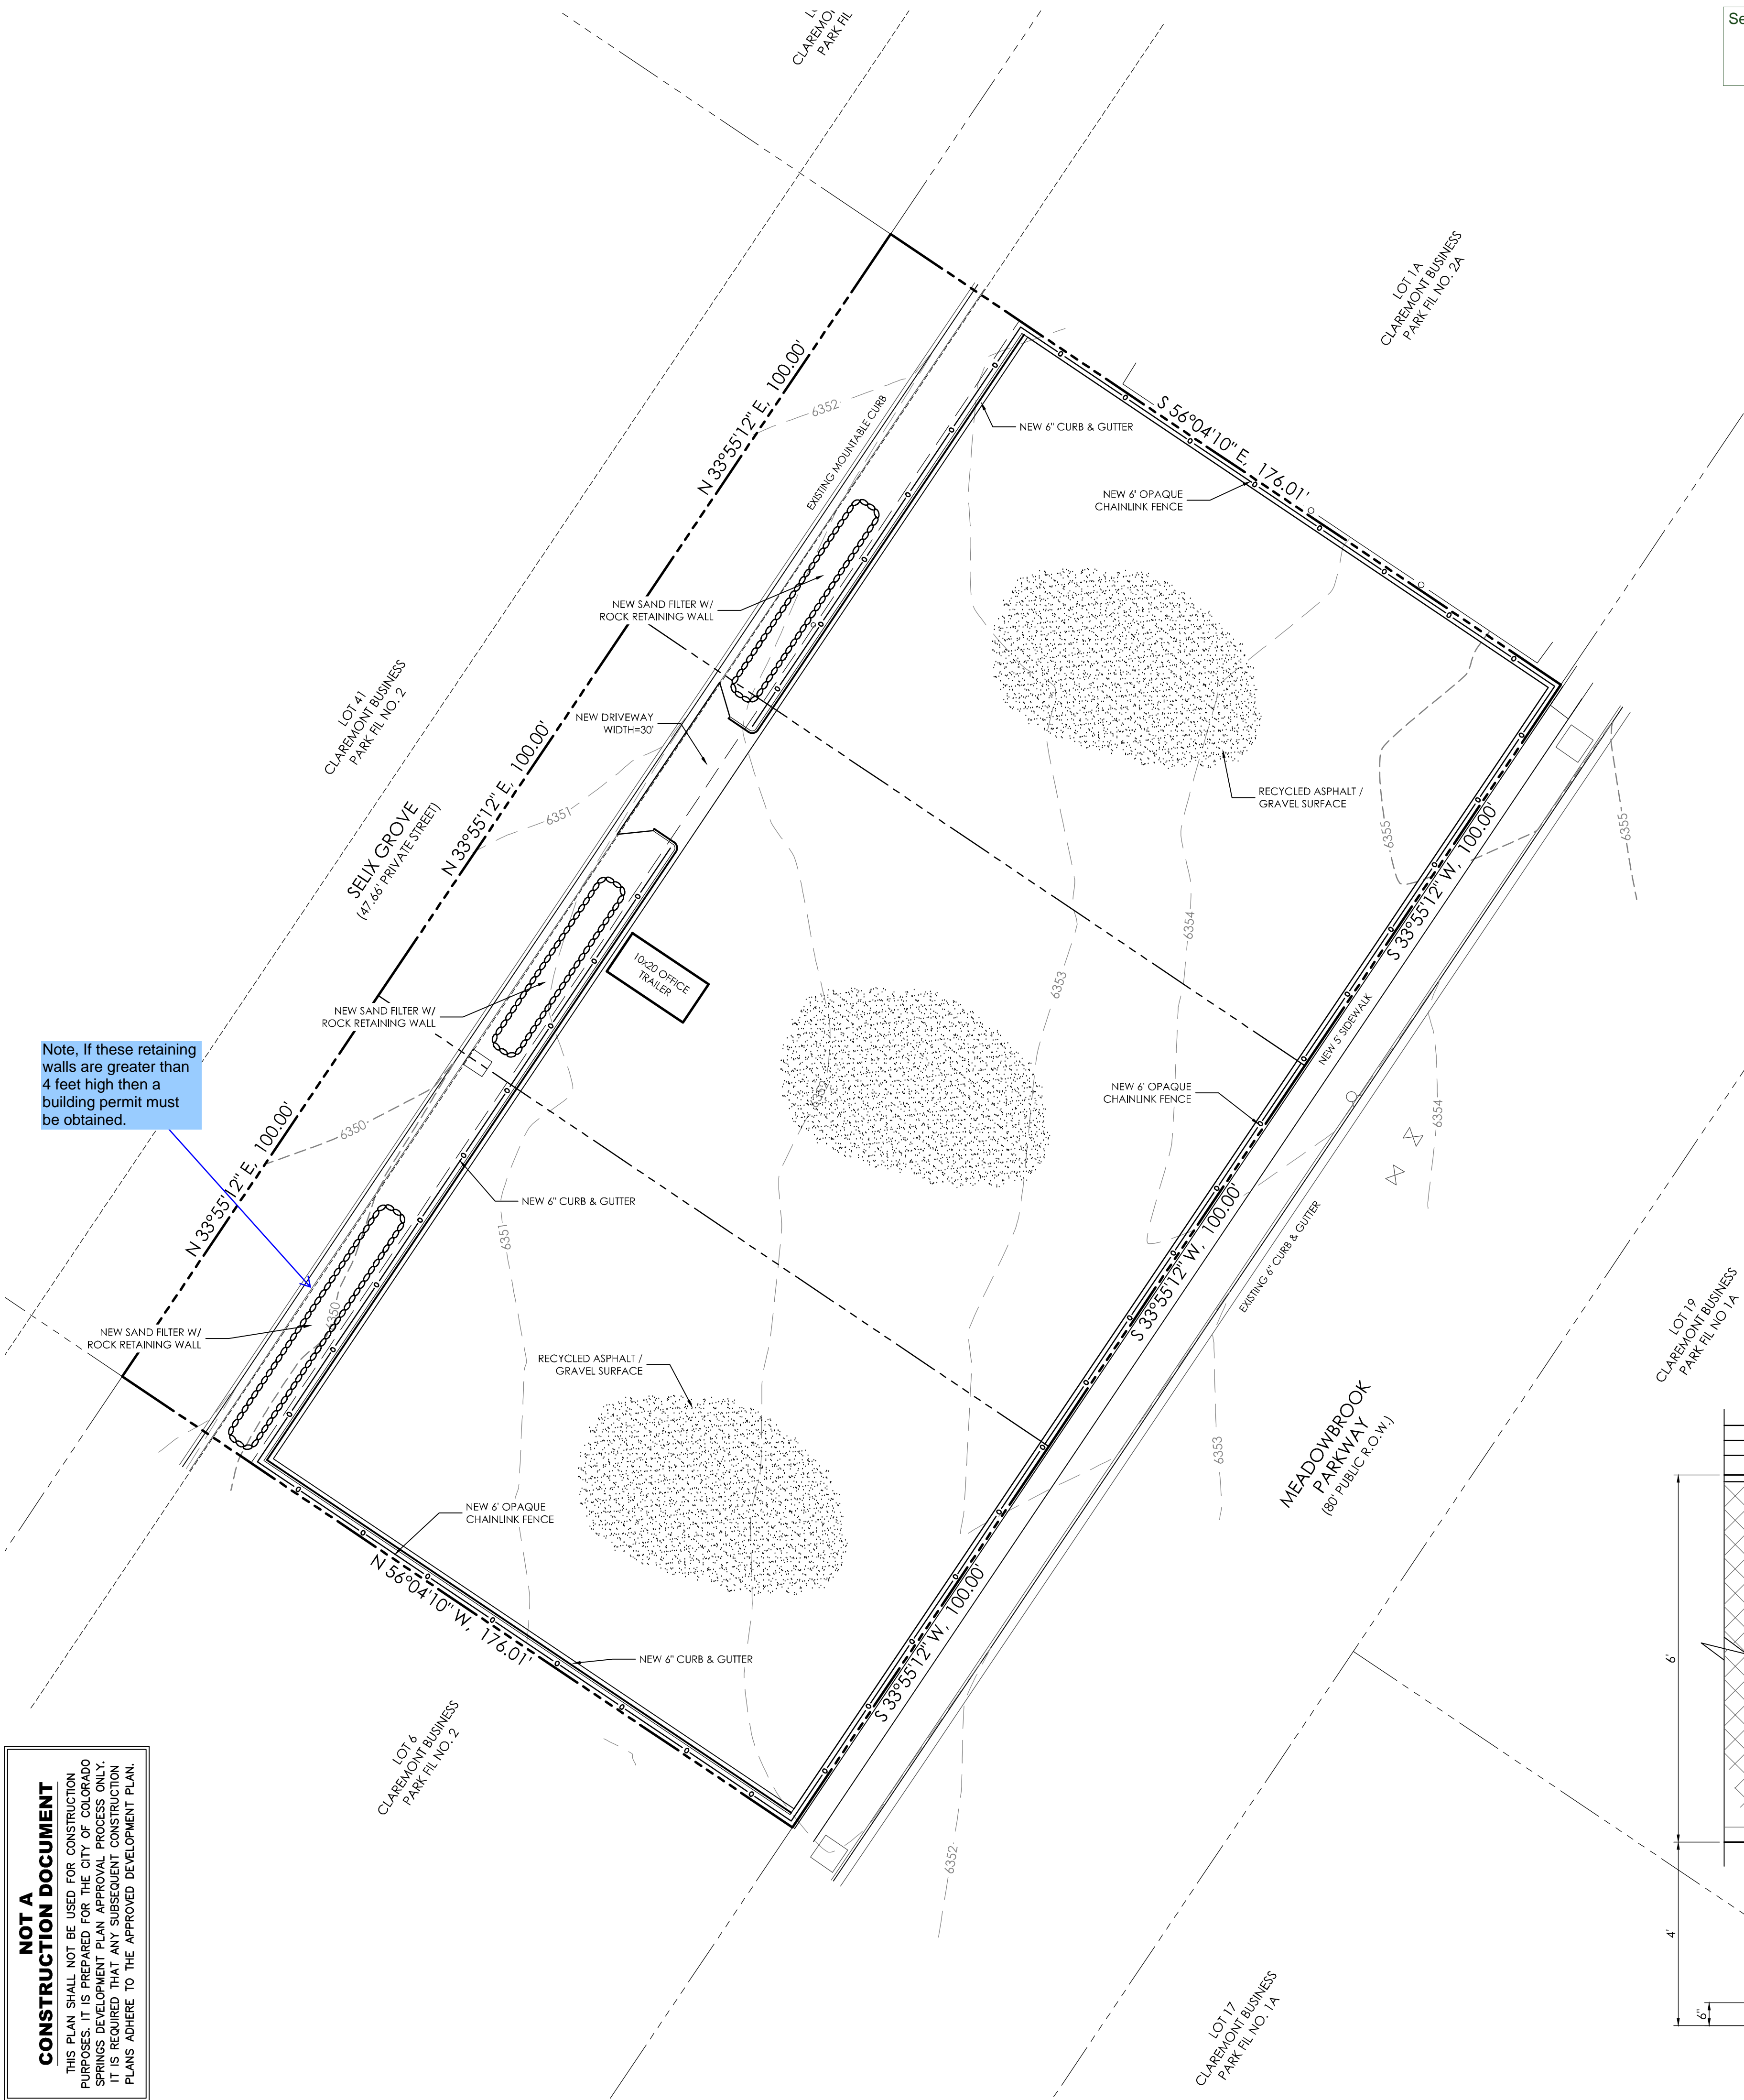 CLAREMO
PARK FIL
Se
LOT 1A
CLAREMONT BUSINESS
PARK FIL NO. 2A
N 33°55'12" E, 100.00'
6352
EXISTING MOUNTABLE CURB
NEW 6" CURB & GUTTER
S 56°04'10" E, 176.01'
NEW 6' OPAQUE
CHAINLINK FENCE
NEW SAND FILTER W/
ROCK RETAINING WALL
LOT 41
CLAREMONT BUSINESS
PARK FIL NO. 2
NEW DRIVEWAY
WIDTH=30'
N 33°55'12" E, 100.00'
6351
SELIX GROVE
(47.66' PRIVATE STREET)
RECYCLED ASPHALT /
GRAVEL SURFACE
6355
6355
S 33°55'12" W, 100.00'
6354
6353
10x20 OFFICE
TRAILER
NEW SAND FILTER W/
ROCK RETAINING WALL
NEW 5' SIDEWALK
Note, If these retaining
walls are greater than
4 feet high then a
building permit must
be obtained.
6352
NEW 6' OPAQUE
CHAINLINK FENCE
6354
N 33°55'12" E, 100.00'
6350
NEW 6" CURB & GUTTER
6351
S 33°55'12" W, 100.00'
EXISTING 6" CURB & GUTTER
6350
NEW SAND FILTER W/
ROCK RETAINING WALL
RECYCLED ASPHALT /
GRAVEL SURFACE
LOT 19
CLAREMONT BUSINESS
PARK FIL NO 1A
MEADOWBROOK
PARKWAY
(80' PUBLIC R.O.W.)
6353
NEW 6' OPAQUE
CHAINLINK FENCE
N 56°04'10" W, 176.01'
NEW 6" CURB & GUTTER
S 33°55'12" W, 100.00'
6'
LOT 6
CLAREMONT BUSINESS
PARK FIL NO. 2
6352
4'
6"
LOT 17
CLAREMONT BUSINESS
PARK FIL NO. 1A
NOT A
CONSTRUCTION DOCUMENT
THIS PLAN SHALL NOT BE USED FOR CONSTRUCTION
PURPOSES. IT IS PREPARED FOR THE CITY OF COLORADO
SPRINGS DEVELOPMENT PLAN APPROVAL PROCESS ONLY.
IT IS REQUIRED THAT ANY SUBSEQUENT CONSTRUCTION
PLANS ADHERE TO THE APPROVED DEVELOPMENT PLAN.